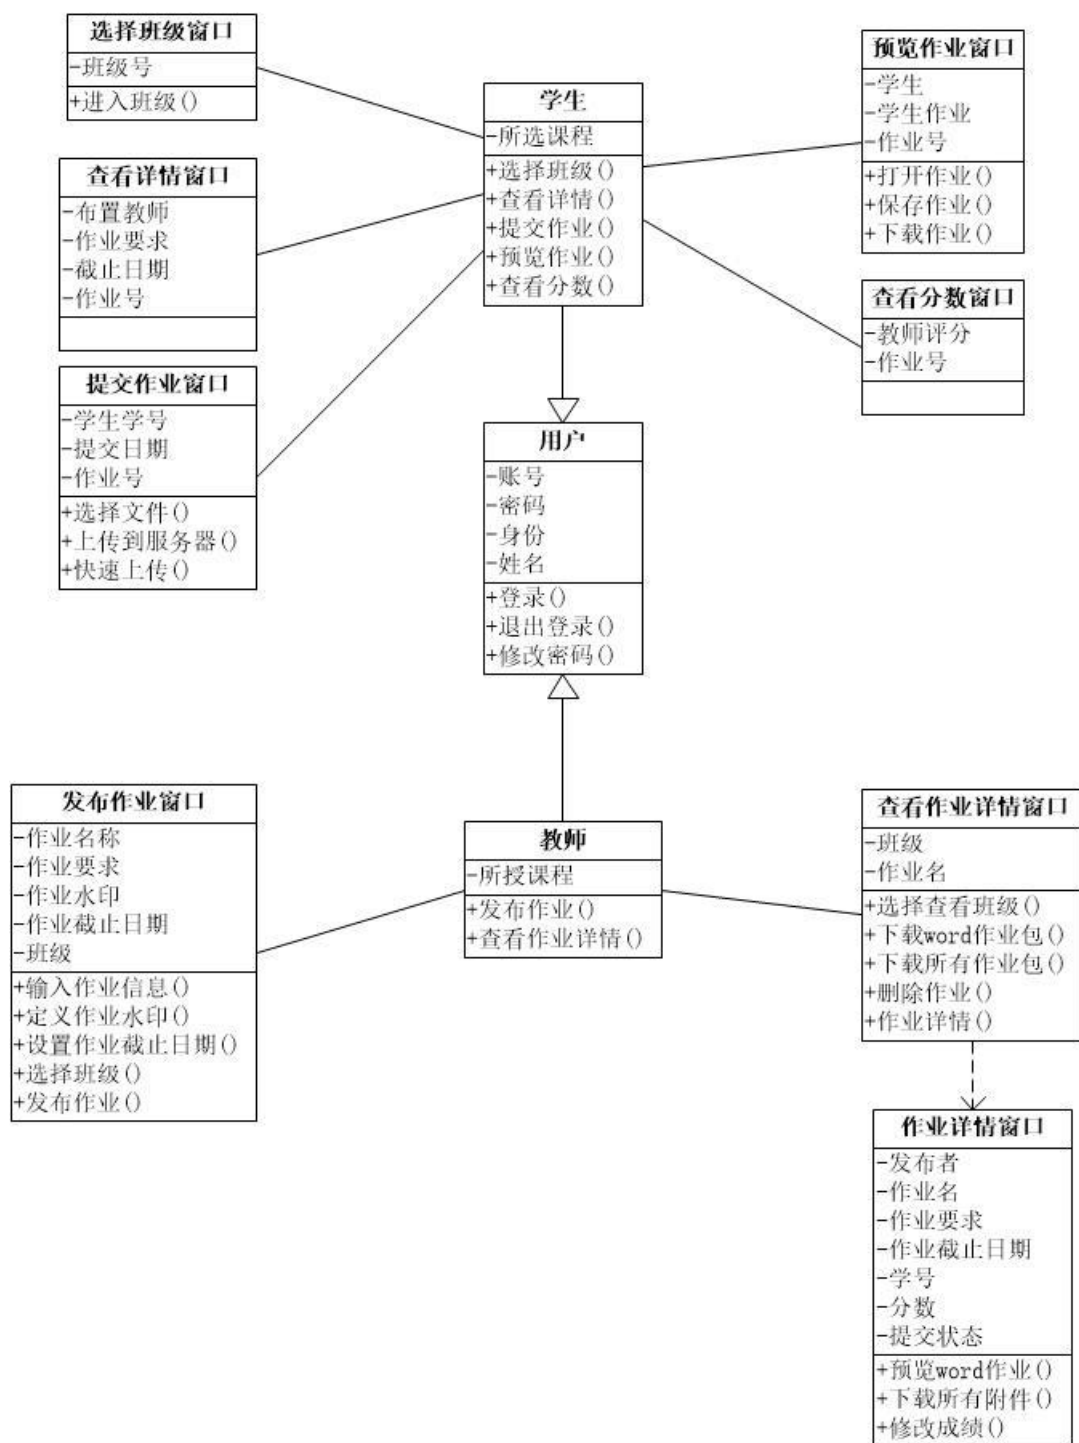 选择班级窗口
-班级号
+进入班级()
查看详情窗口
-布置教师
-作业要求
-截止日期
-作业号
提交作业窗口
-学生学号
-提交日期
-作业号
+选择文件()
+上传到服务器()
+快速上传()
学生
-所选课程
+选择班级()
+查看详情()
+提交作业()
+预览作业()
+查看分数()
预览作业窗口
-学生
-学生作业
-作业号
+打开作业()
+保存作业()
+下载作业()
查看分数窗口
-教师评分
-作业号
用户
-账号
-密码
-身份
-姓名
+登录()
+退出登录()
+修改密码()
发布作业窗口
-作业名称
-作业要求
-作业水印
-作业截止日期
-班级
+输入作业信息()
+定义作业水印()
+设置作业截止日期()
+选择班级()
+发布作业()
教师
-所授课程
+发布作业()
+查看作业详情()
查看作业详情窗口
-班级
-作业名
+选择查看班级()
+下载word作业包()
+下载所有作业包()
+删除作业()
+作业详情()
作业详情窗口
-发布者
-作业名
-作业要求
-作业截止日期
-学号
-分数
-提交状态
+预览word作业()
+下载所有附件()
+修改成绩()